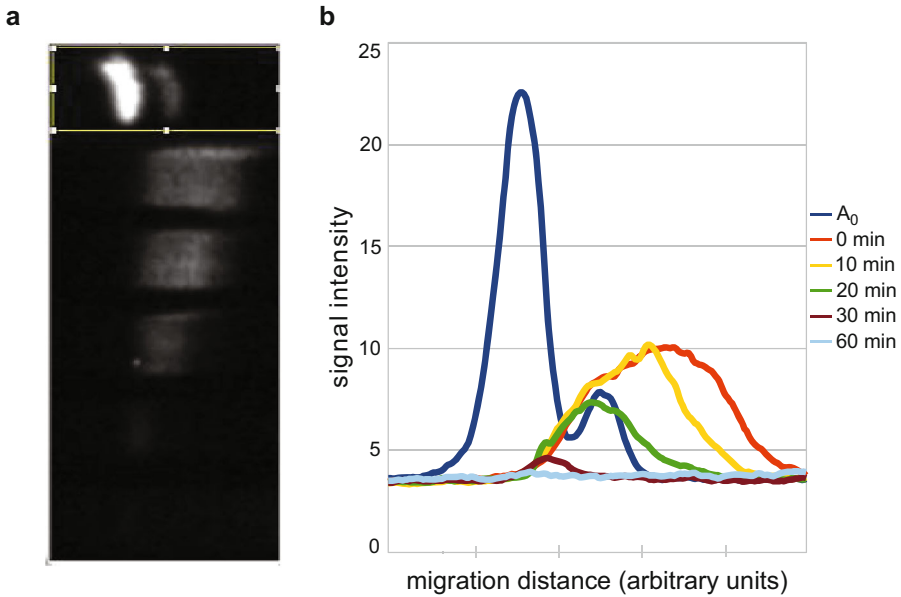 a
b
25
20
15
10
5
0
signal intensity
migration distance (arbitrary units)
A₀
0 min
10 min
20 min
30 min
60 min